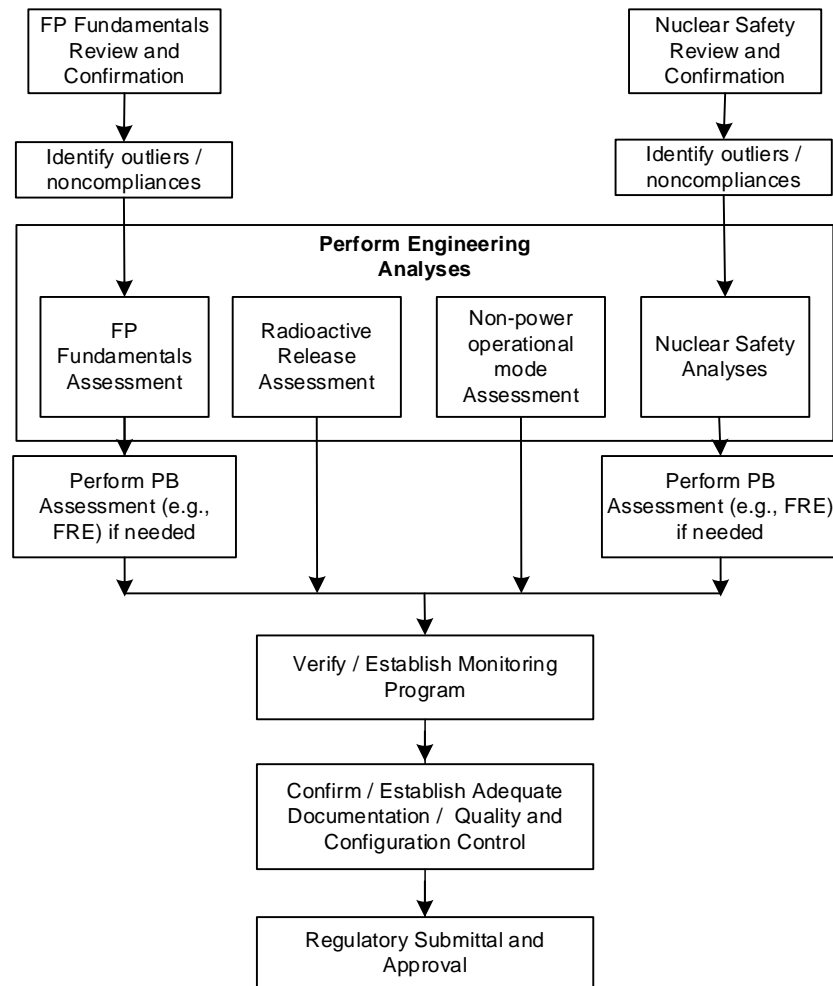 FP Fundamentals
Review and
Confirmation
Nuclear Safety
Review and
Confirmation
Identify outliers /
noncompliances
Identify outliers /
noncompliances
Perform Engineering
Analyses
FP
Fundamentals
Assessment
Radioactive
Release
Assessment
Non-power
operational
mode
Assessment
Nuclear Safety
Analyses
Perform PB
Assessment (e.g.,
FRE) if needed
Perform PB
Assessment (e.g., FRE)
if needed
Verify / Establish Monitoring
Program
Confirm / Establish Adequate
Documentation / Quality and
Configuration Control
Regulatory Submittal and
Approval